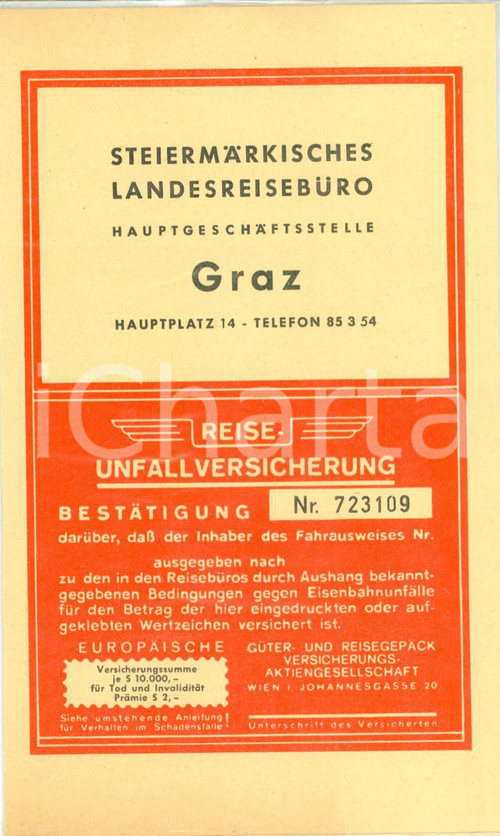 STEIERMÄRKISCHES
LANDESREISEBÜRO
HAUPTGESCHÄFTSSTELLE
Graz
HAUPTPLATZ 14 - TELEFON 85 3 54
iCharta
REISE-
UNFALLVERSICHERUNG
BESTÄTIGUNG Nr. 723109
darüber, daß der Inhaber des Fahrausweises Nr.
ausgegeben nach
zu den in den Reisebüros durch Aushang bekannt-
gegebenen Bedingungen gegen Eisenbahnunfälle
für den Betrag der hier eingedruckten oder auf-
geklebten Wertzeichen versichert ist.
EUROPÄISCHE GÜTER- UND REISEGEPÄCK
VERSICHERUNGS-
AKTIENGESELLSCHAFT
WIEN I, JOHANNESGASSE 20
Versicherungssumme
je S 10.000,-
für Tod und Invalidität
Prämie S 2,-
Siehe umstehende Anleitung
für Verhalten im Schadensfalle!
Unterschrift des Versicherten